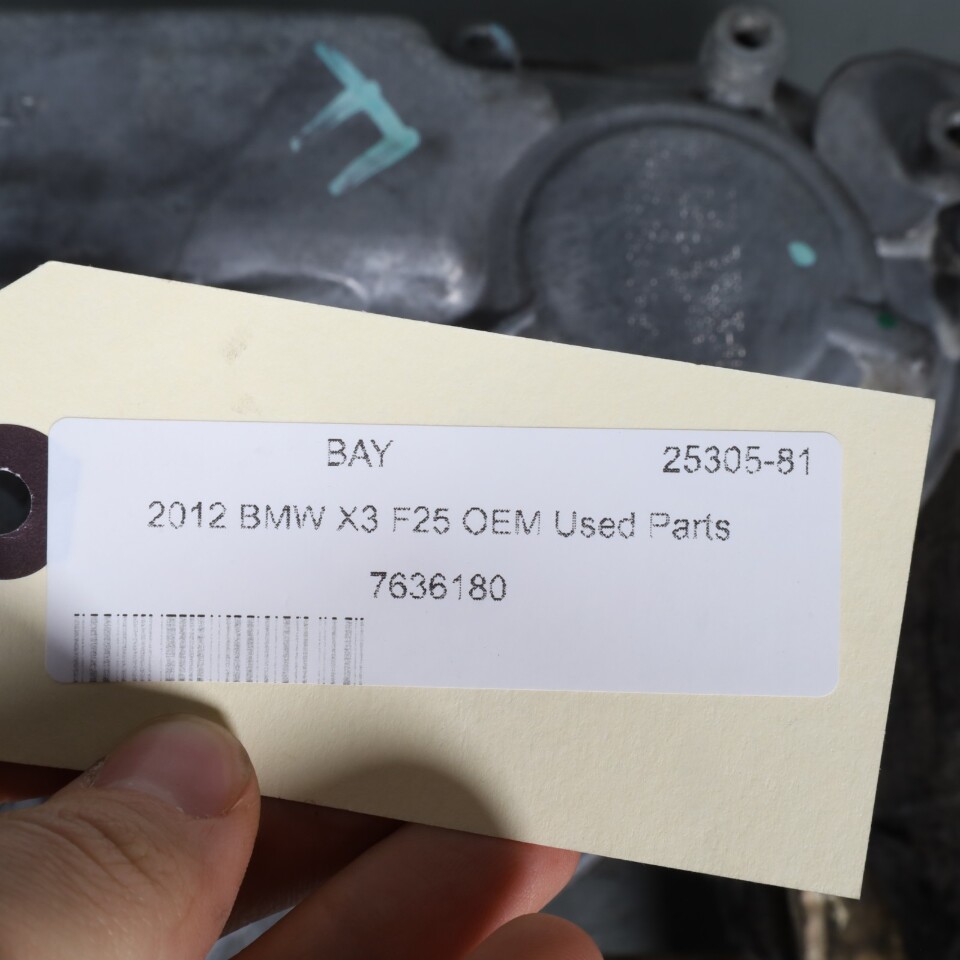 BAY 25305-81
2012 BMW X3 F25 OEM Used Parts
7636180